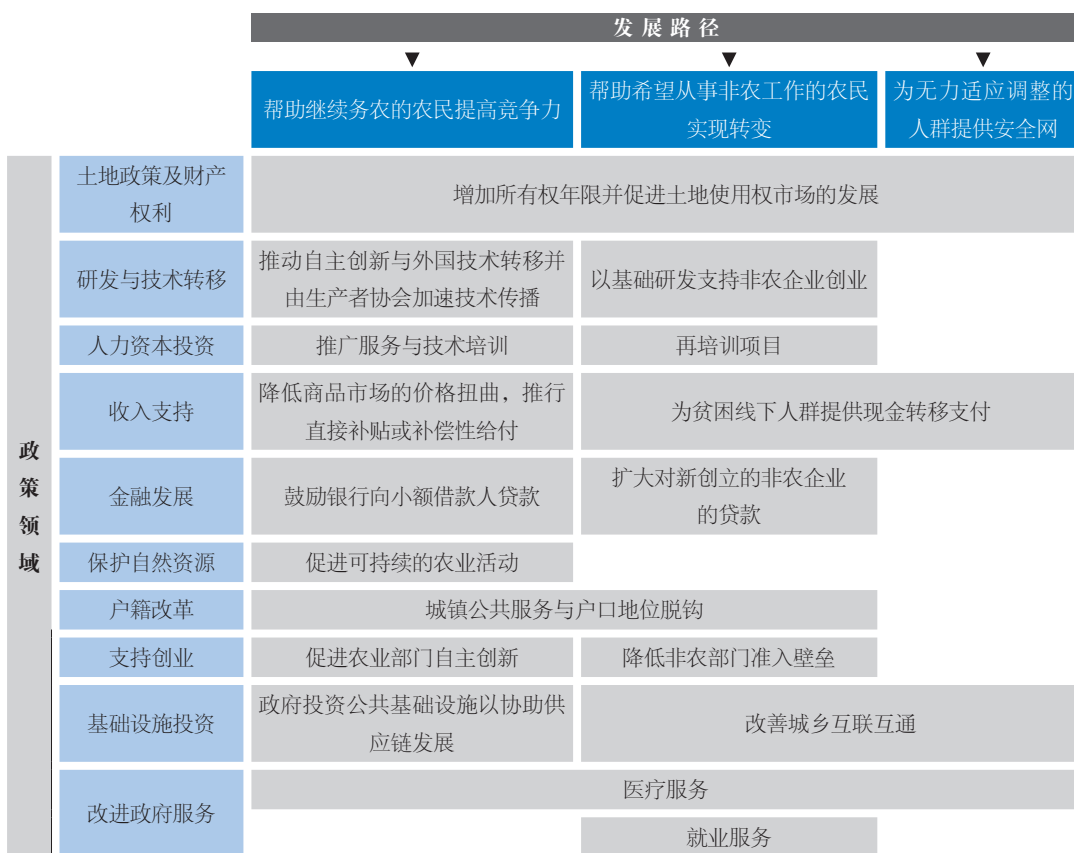 发展路径
▼ ▼ ▼
帮助继续务农的农民提高竞争力
帮助希望从事非农工作的农民
实现转变
为无力适应调整的
人群提供安全网
政策领域
土地政策及财产
权利
增加所有权年限并促进土地使用权市场的发展
研发与技术转移
推动自主创新与外国技术转移并
由生产者协会加速技术传播
以基础研发支持非农企业创业
人力资本投资
推广服务与技术培训
再培训项目
收入支持
降低商品市场的价格扭曲，推行
直接补贴或补偿性给付
为贫困线下人群提供现金转移支付
金融发展
鼓励银行向小额借款人贷款
扩大对新创立的非农企业
的贷款
保护自然资源
促进可持续的农业活动
户籍改革
城镇公共服务与户口地位脱钩
支持创业
促进农业部门自主创新
降低非农部门准入壁垒
基础设施投资
政府投资公共基础设施以协助供
应链发展
改善城乡互联互通
改进政府服务
医疗服务
就业服务